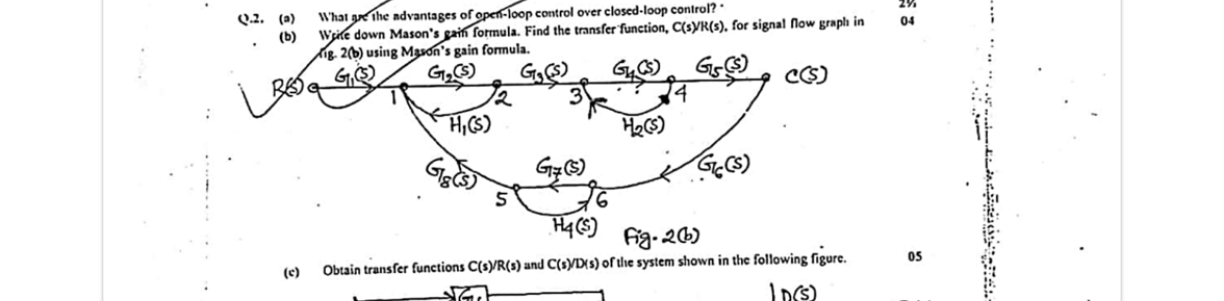 Q.2. (a) What are the advantages of open-loop control over closed-loop control?
2½
(b) Write down Mason's gain formula. Find the transfer function, C(s)/R(s), for signal flow graph in 04
fig. 2(b) using Mason's gain formula.
R(S) G1(S) G2(S) G3(S) G4(S) G5(S) C(S)
1 2 3 4
H1(S) H2(S)
G8(S) G7(S) G6(S)
5 6
H4(S) Fig-2(b)
(c) Obtain transfer functions C(s)/R(s) and C(s)/D(s) of the system shown in the following figure. 05
D(S)